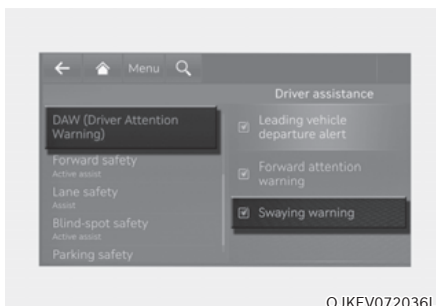 Menu
Driver assistance
DAW (Driver Attention
Warning)
Forward safety
Active assist
Lane safety
Assist
Blind-spot safety
Active assist
Parking safety
Leading vehicle
departure alert
Forward attention
warning
Swaying warning
OJKEV072036L